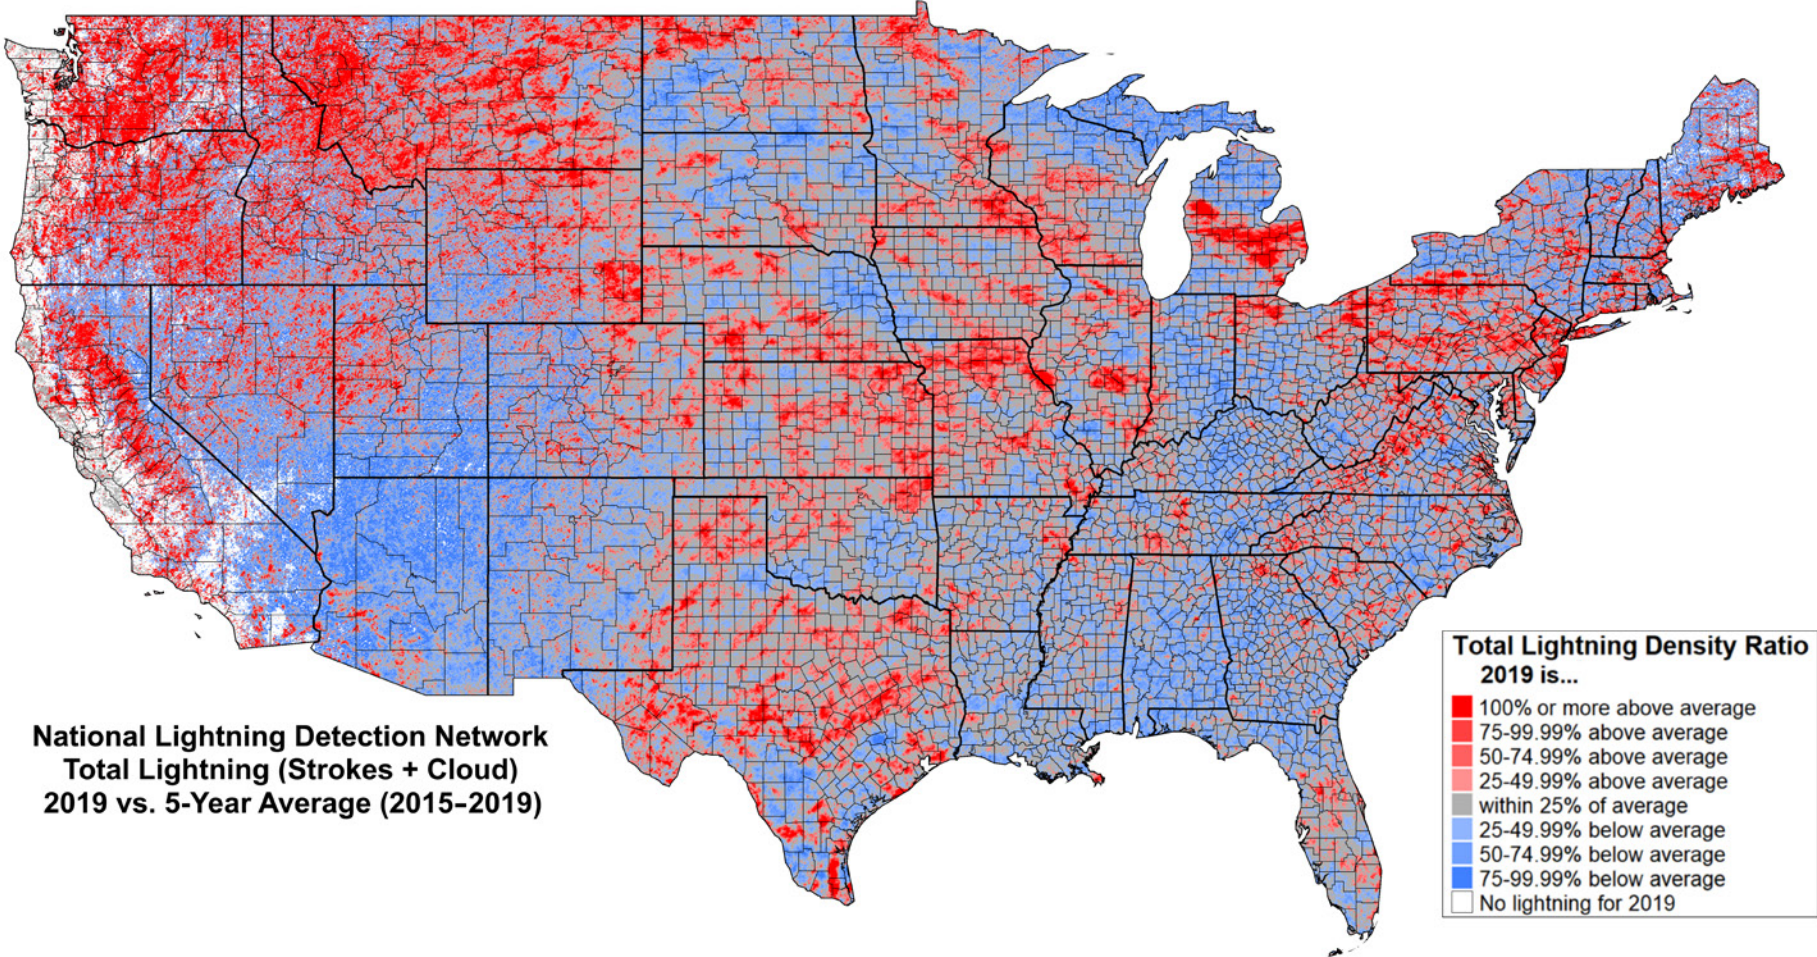 National Lightning Detection Network
Total Lightning (Strokes + Cloud)
2019 vs. 5-Year Average (2015–2019)
Total Lightning Density Ratio
2019 is...
100% or more above average
75-99.99% above average
50-74.99% above average
25-49.99% above average
within 25% of average
25-49.99% below average
50-74.99% below average
75-99.99% below average
No lightning for 2019